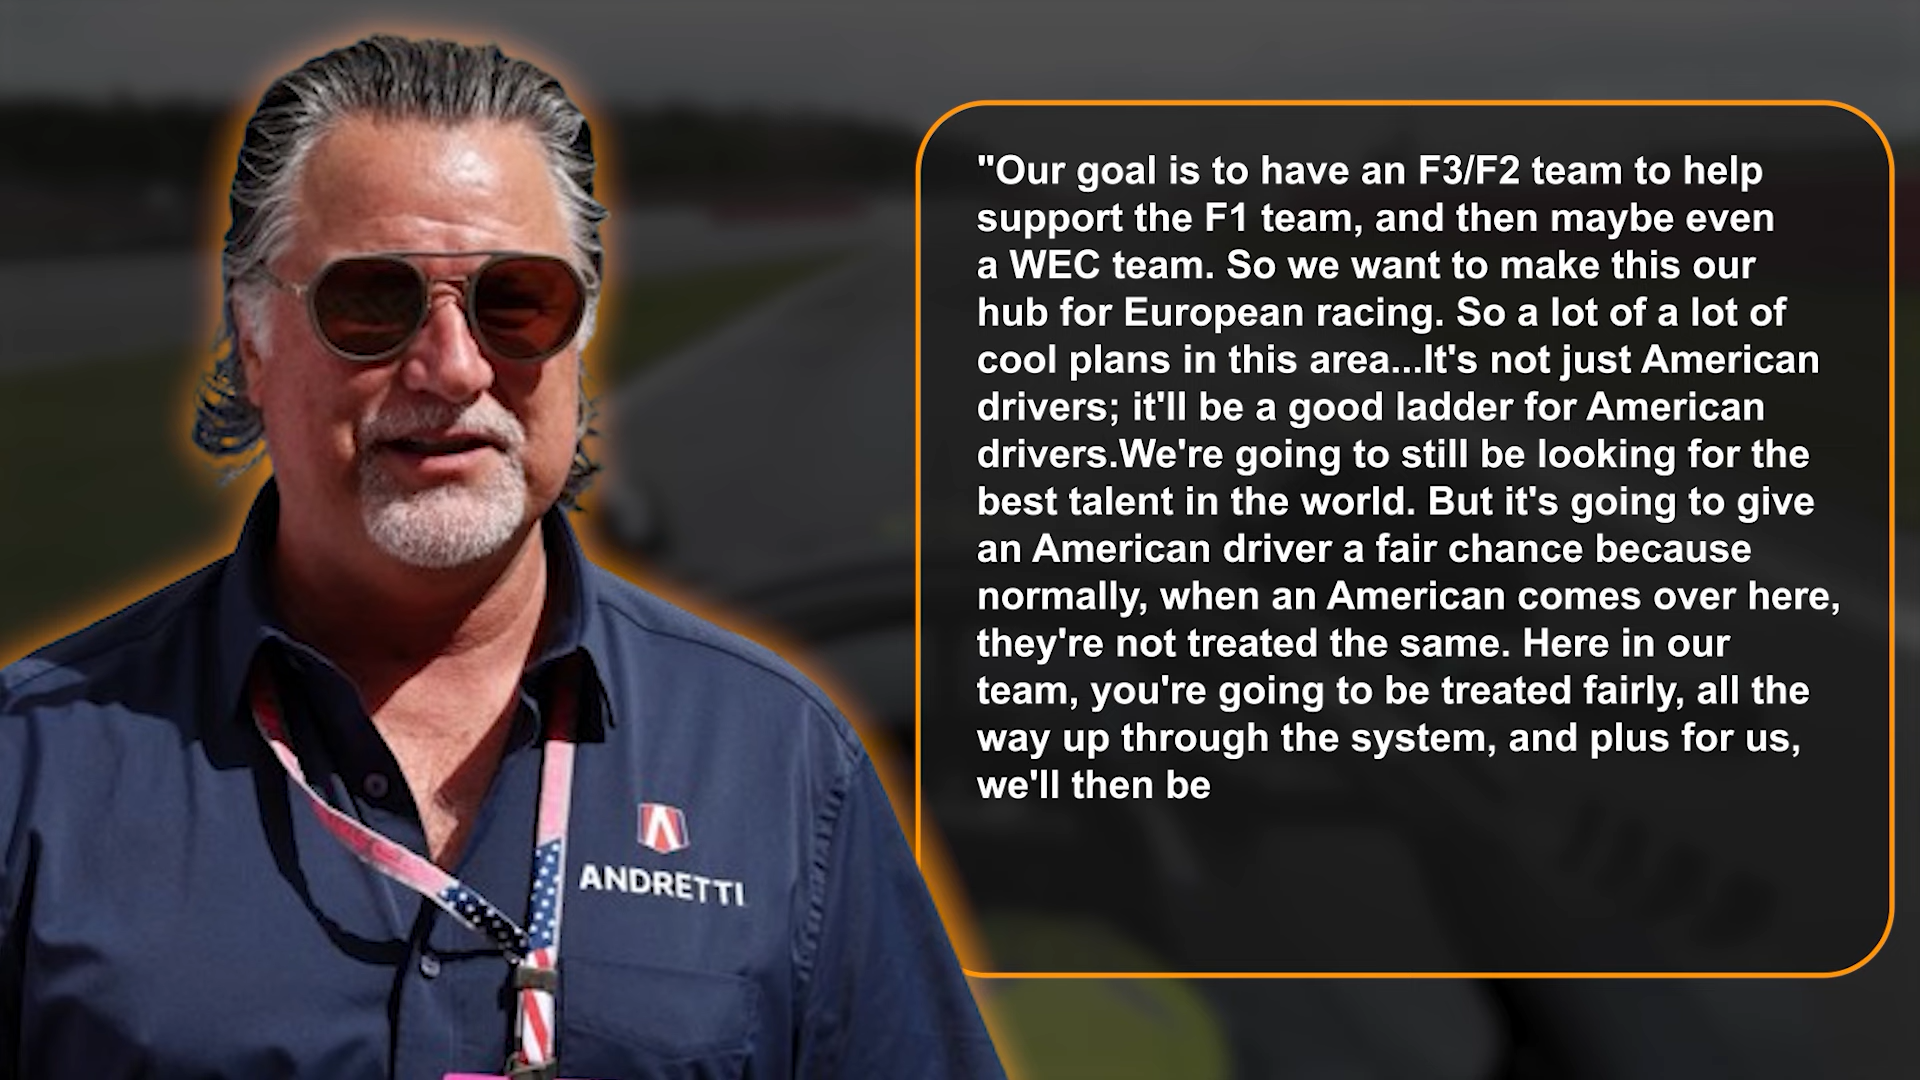 "Our goal is to have an F3/F2 team to help
support the F1 team, and then maybe even
a WEC team. So we want to make this our
hub for European racing. So a lot of a lot of
cool plans in this area...It's not just American
drivers; it'll be a good ladder for American
drivers.We're going to still be looking for the
best talent in the world. But it's going to give
an American driver a fair chance because
normally, when an American comes over here,
they're not treated the same. Here in our
team, you're going to be treated fairly, all the
way up through the system, and plus for us,
we'll then be
ANDRETTI